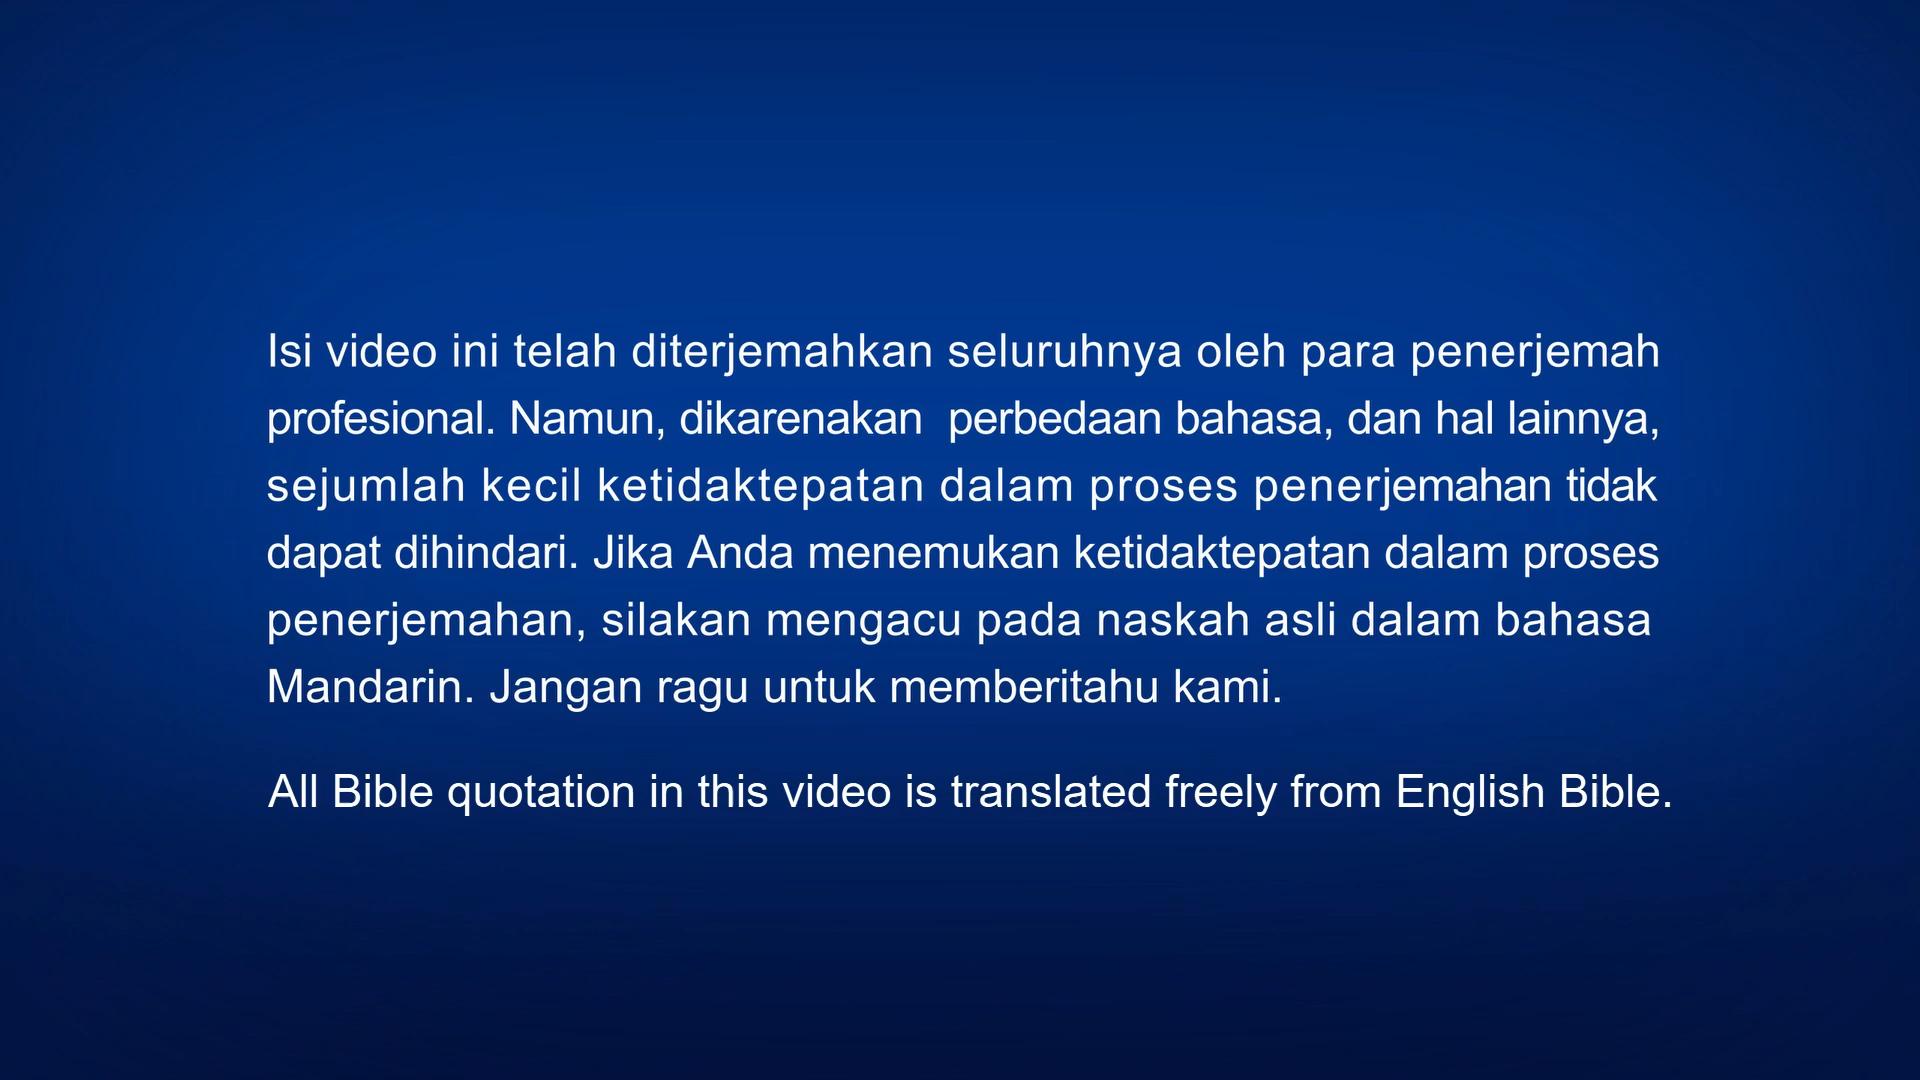 Isi video ini telah diterjemahkan seluruhnya oleh para penerjemah
profesional. Namun, dikarenakan  perbedaan bahasa, dan hal lainnya,
sejumlah kecil ketidaktepatan dalam proses penerjemahan tidak
dapat dihindari. Jika Anda menemukan ketidaktepatan dalam proses
penerjemahan, silakan mengacu pada naskah asli dalam bahasa
Mandarin. Jangan ragu untuk memberitahu kami.
All Bible quotation in this video is translated freely from English Bible.